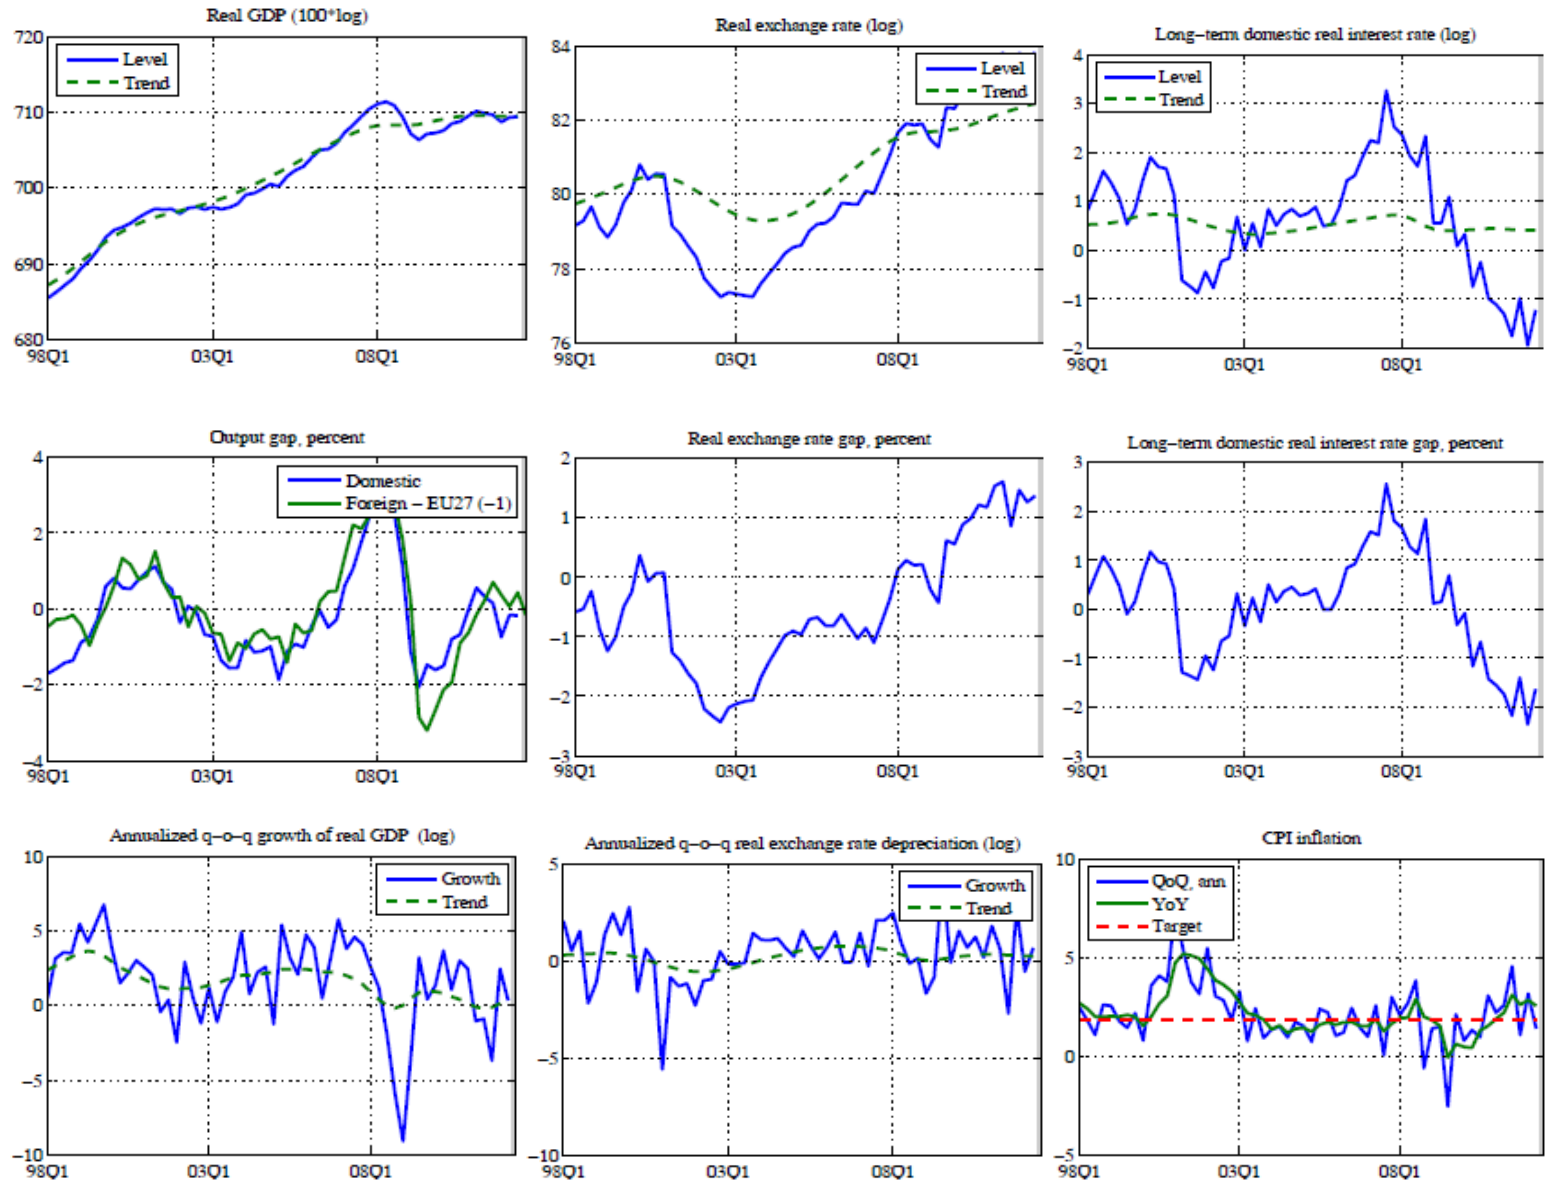 Real GDP (100*log)
720
710
700
690
680
98Q1
03Q1
08Q1
Level
Trend
Real exchange rate (log)
84
82
80
78
76
98Q1
03Q1
08Q1
Level
Trend
Long-term domestic real interest rate (log)
4
3
2
1
0
-1
-2
98Q1
03Q1
08Q1
Level
Trend
Output gap, percent
4
2
0
-2
-4
98Q1
03Q1
08Q1
Domestic
Foreign - EU27 (-1)
Real exchange rate gap, percent
2
1
0
-1
-2
-3
98Q1
03Q1
08Q1
Long-term domestic real interest rate gap, percent
3
2
1
0
-1
-2
-3
98Q1
03Q1
08Q1
Annualized q-o-q growth of real GDP (log)
10
5
0
-5
-10
98Q1
03Q1
08Q1
Growth
Trend
Annualized q-o-q real exchange rate depreciation (log)
5
0
-5
-10
98Q1
03Q1
08Q1
Growth
Trend
CPI inflation
10
5
0
-5
98Q1
03Q1
08Q1
QoQ, ann
YoY
Target